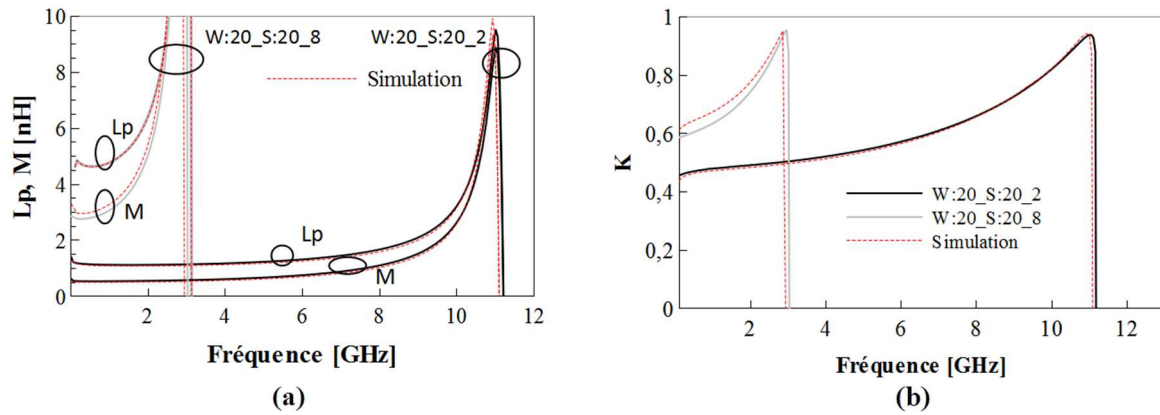 W:20_S:20_8
W:20_S:20_2
Simulation
Lp
M
Lp
M
10
8
6
4
2
0
Lp, M [nH]
2
4
6
8
10
12
14
Fréquence [GHz]
(a)
1
0,8
0,6
0,4
0,2
0
K
W:20_S:20_2
W:20_S:20_8
Simulation
2
4
6
8
10
12
Fréquence [GHz]
(b)